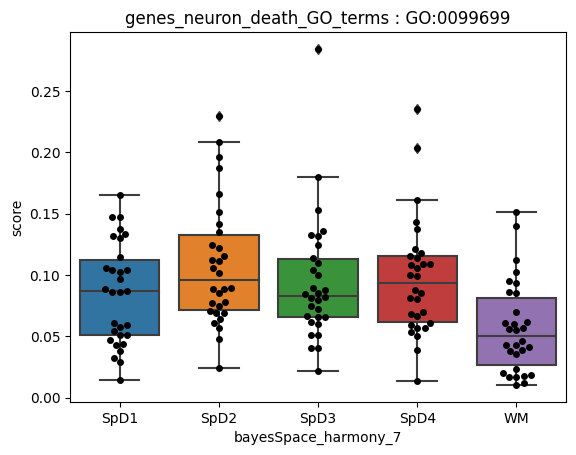 genes_neuron_death_GO_terms : GO:0099699
score
0.25
0.20
0.15
0.10
0.05
0.00
SpD1 SpD2 SpD3 SpD4 WM
bayesSpace_harmony_7